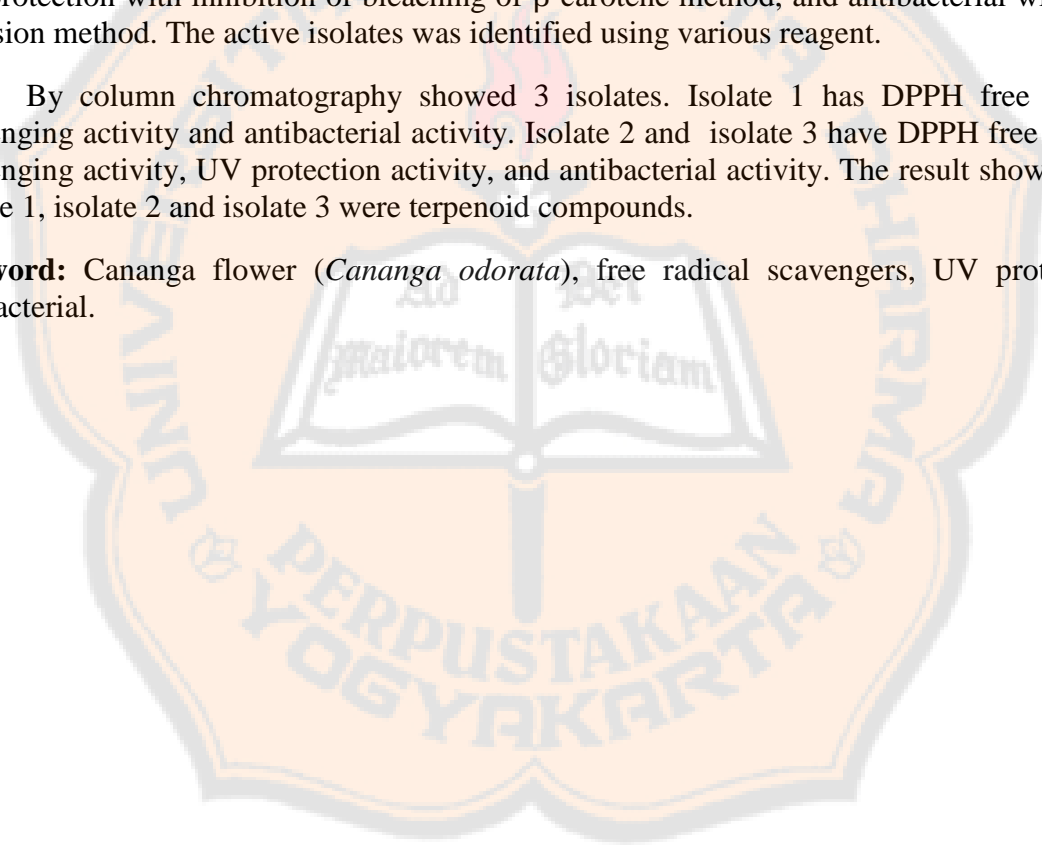 rotection with inhibition of bleaching of β-carotene method, and antibacterial wi
sion method. The active isolates was identified using various reagent.
By column chromatography showed 3 isolates. Isolate 1 has DPPH free
nging activity and antibacterial activity. Isolate 2 and isolate 3 have DPPH free
nging activity, UV protection activity, and antibacterial activity. The result show
e 1, isolate 2 and isolate 3 were terpenoid compounds.
word: Cananga flower (Cananga odorata), free radical scavengers, UV prot
acterial.
Ad Dei
Maiorem Gloriam
PERPUSTAKAAN
YOGYAKARTA